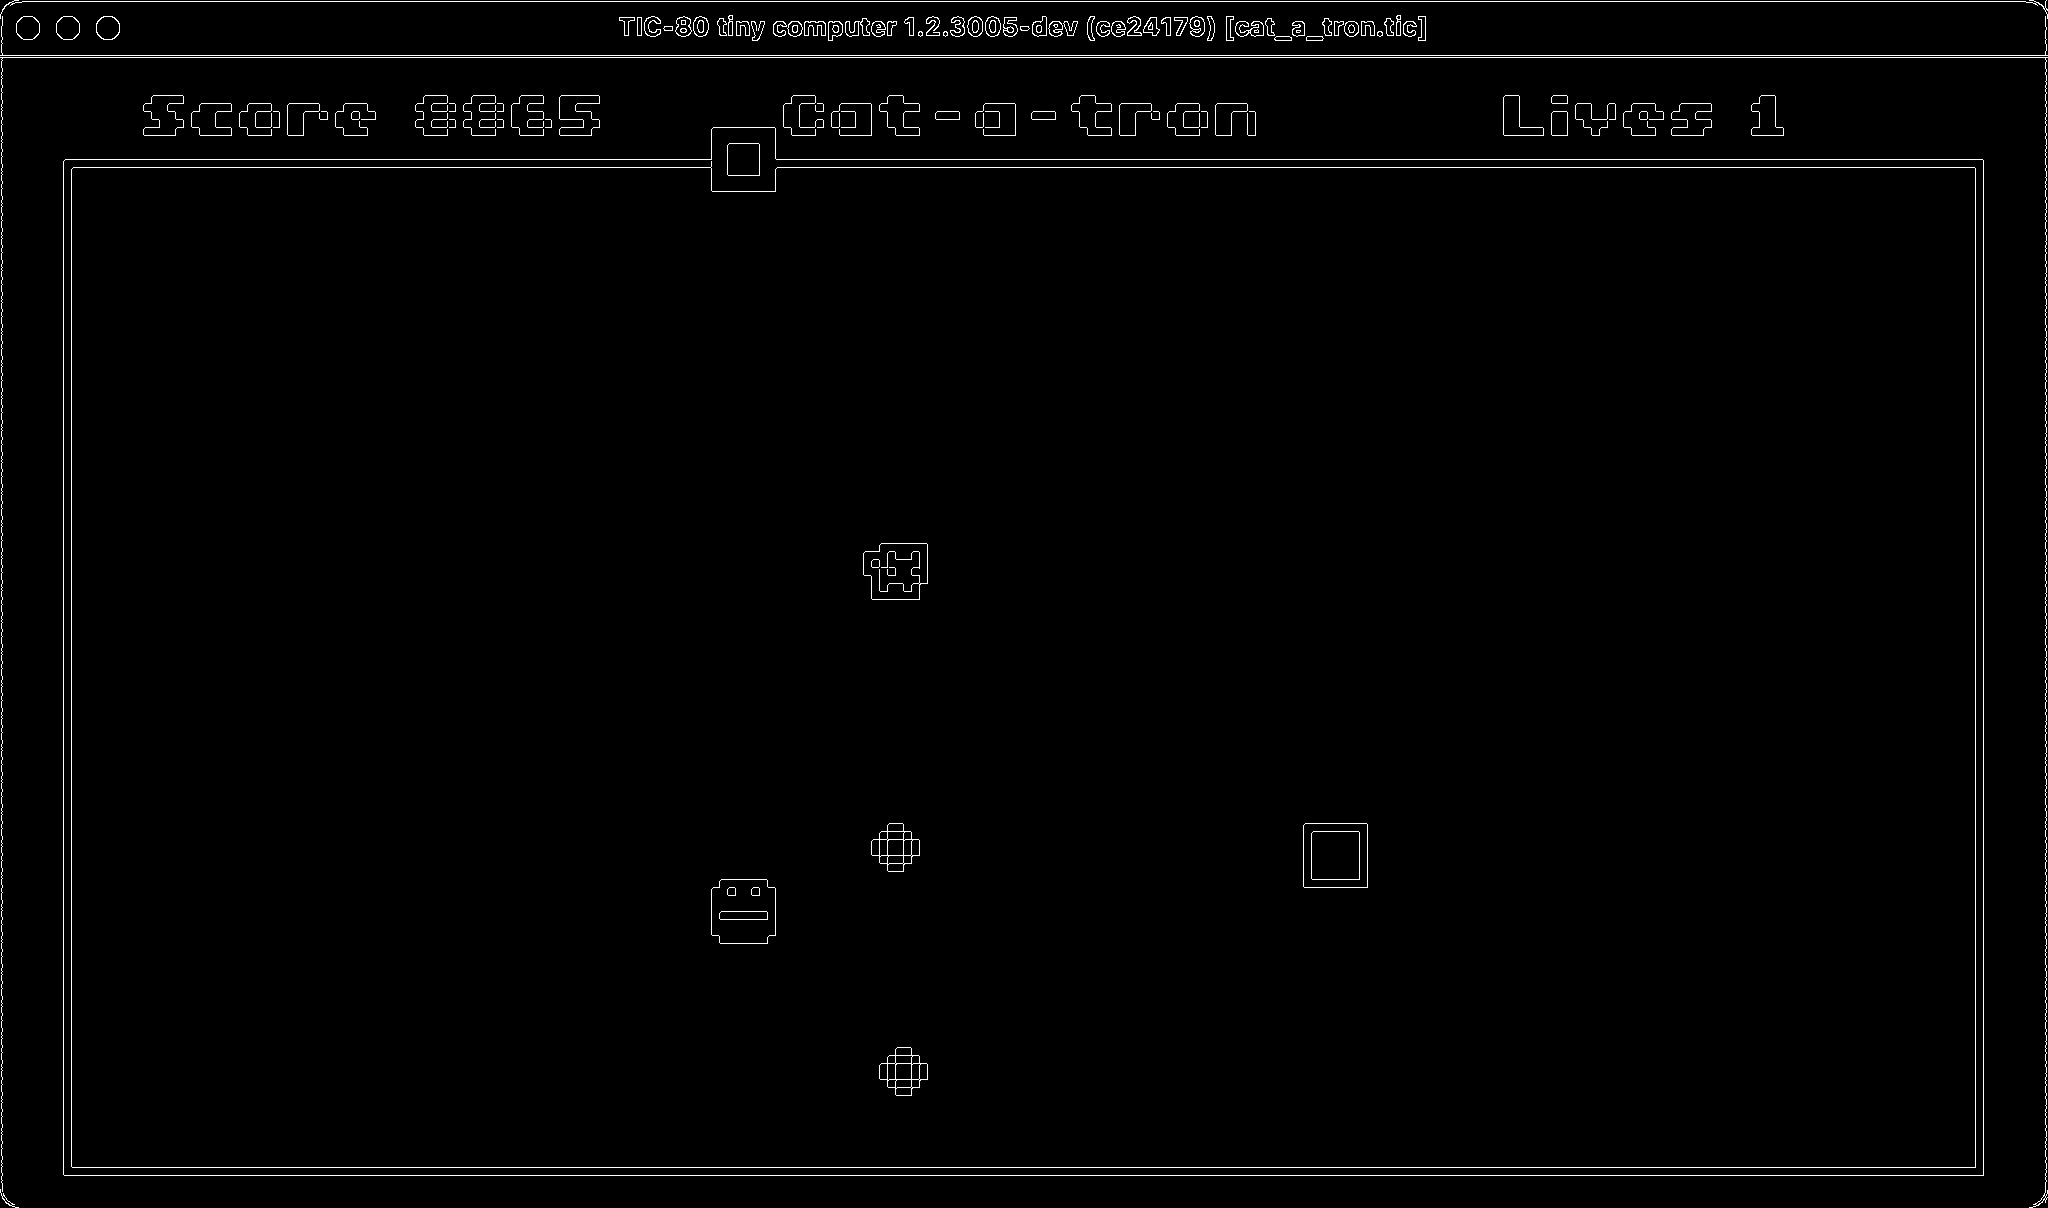 TIC-80 tiny computer 1.2.3005-dev (ce24179) [cat_a_tron.tic]
Score 8865 Cat-a-tron Lives 1